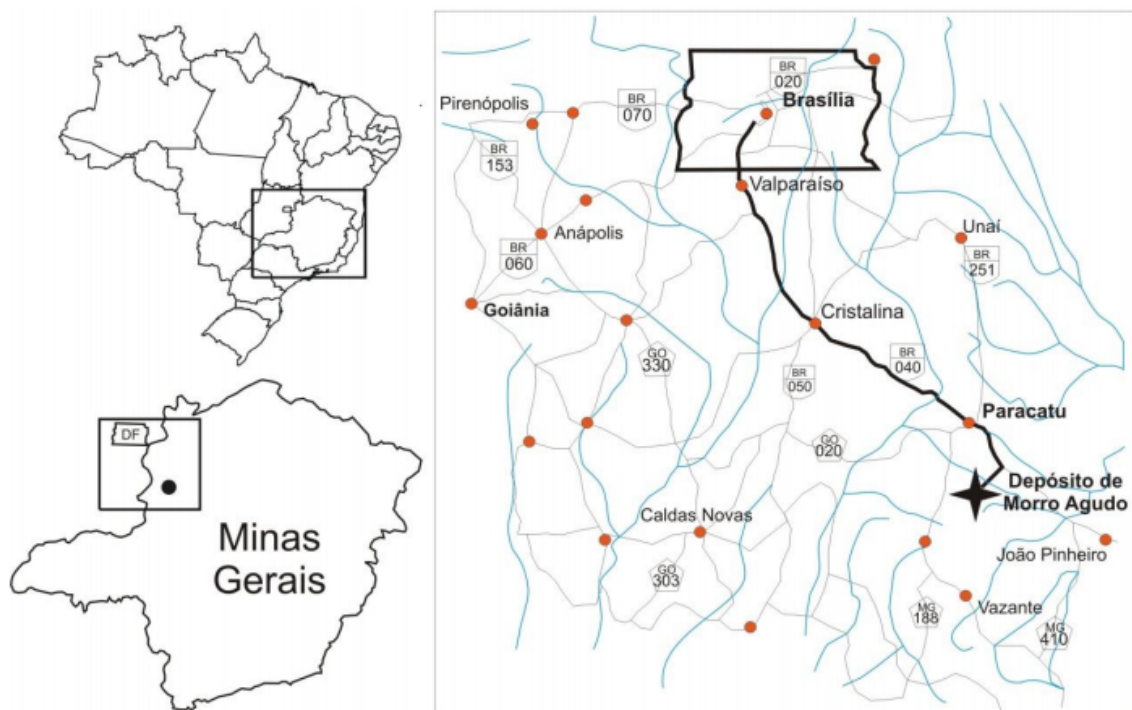 DF
Minas
Gerais
BR
020
Brasília
Pirenópolis
BR
070
BR
153
Valparaíso
Anápolis
Unaí
BR
060
BR
251
Goiânia
Cristalina
GO
330
BR
040
BR
050
Paracatu
GO
020
Depósito de
Morro Agudo
Caldas Novas
João Pinheiro
GO
303
Vazante
MG
188
MG
410